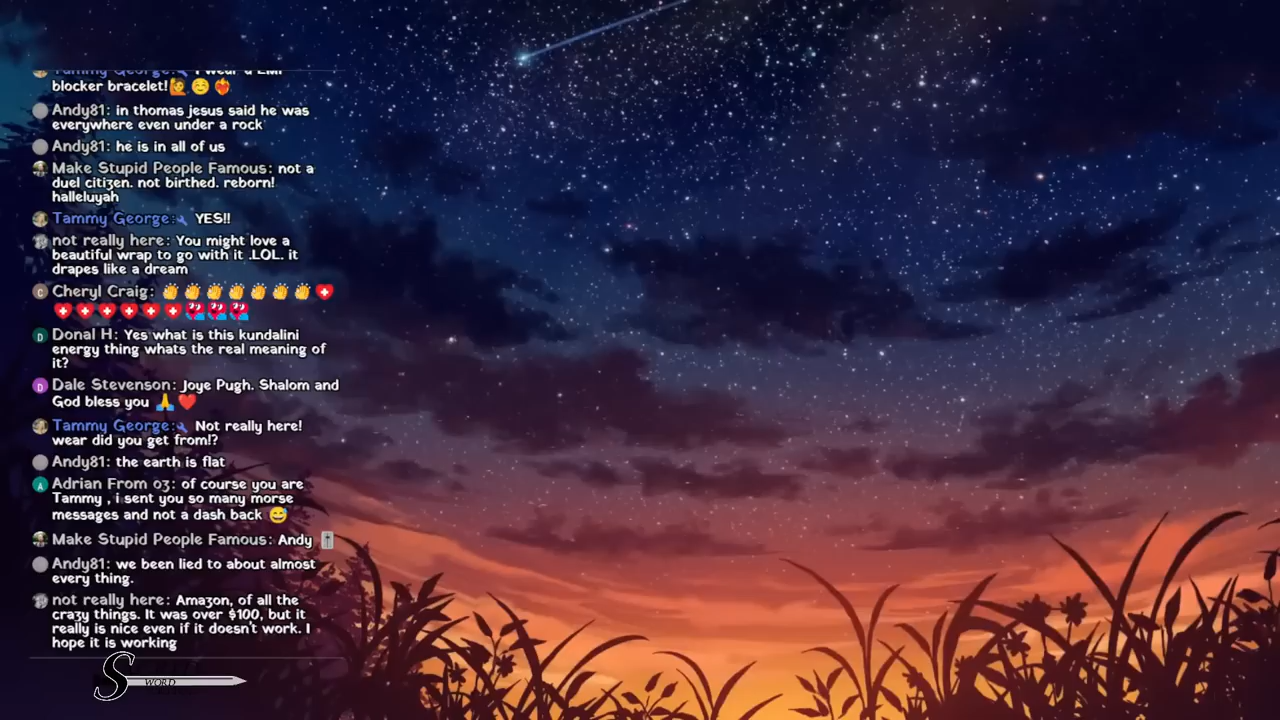 Tammy George: I wear a EMF
blocker bracelet!🙋☺️❤️‍🔥
Andy81: in thomas jesus said he was
everywhere even under a rock
Andy81: he is in all of us
Make Stupid People Famous: not a
duel citizen. not birthed. reborn!
halleluyah
Tammy George: YES!!
not really here: You might love a
beautiful wrap to go with it .LOL. it
drapes like a dream
C Cheryl Craig: 👏👏👏👏👏👏👏
D Donal H: Yes what is this kundalini
energy thing whats the real meaning of
it?
D Dale Stevenson: Joye Pugh. Shalom and
God bless you 🙏❤️
Tammy George: Not really here!
wear did you get from!?
Andy81: the earth is flat
A Adrian From oz: of course you are
Tammy , i sent you so many morse
messages and not a dash back 😅
Make Stupid People Famous: Andy
Andy81: we been lied to about almost
every thing.
not really here: Amazon, of all the
crazy things. It was over $100, but it
really is nice even if it doesn't work. I
hope it is working
SWORD